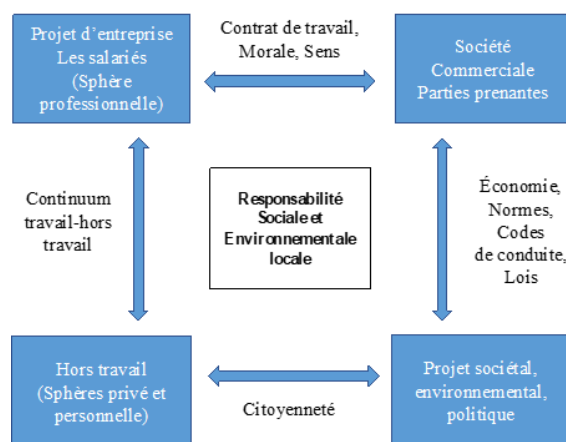 Projet d'entreprise
Les salariés
(Sphère
professionnelle)
Contrat de travail,
Morale, Sens
Société
Commerciale
Parties prenantes
Continuum
travail-hors
travail
Responsabilité
Sociale et
Environnementale
locale
Économie,
Normes,
Codes
de conduite,
Lois
Hors travail
(Sphères privé et
personnelle)
Citoyenneté
Projet sociétal,
environnemental,
politique